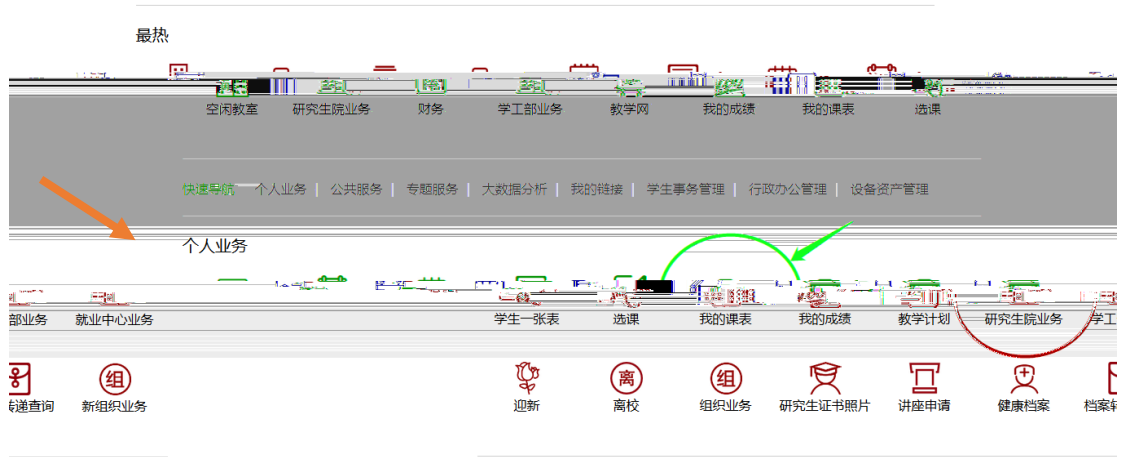 最热
空闲教室 研究生院业务 财务 学工部业务 教学网 我的成绩 我的课表 选课
快速导航 个人业务 | 公共服务 | 专题服务 | 大数据分析 | 我的链接 | 学生事务管理 | 行政办公管理 | 设备资产管理
个人业务
部业务 就业中心业务 学生一张表 选课 我的课表 我的成绩 教学计划 研究生院业务 学工
组 离 组
递查询 新组织业务 迎新 离校 组织业务 研究生证书照片 讲座申请 健康档案 档案转